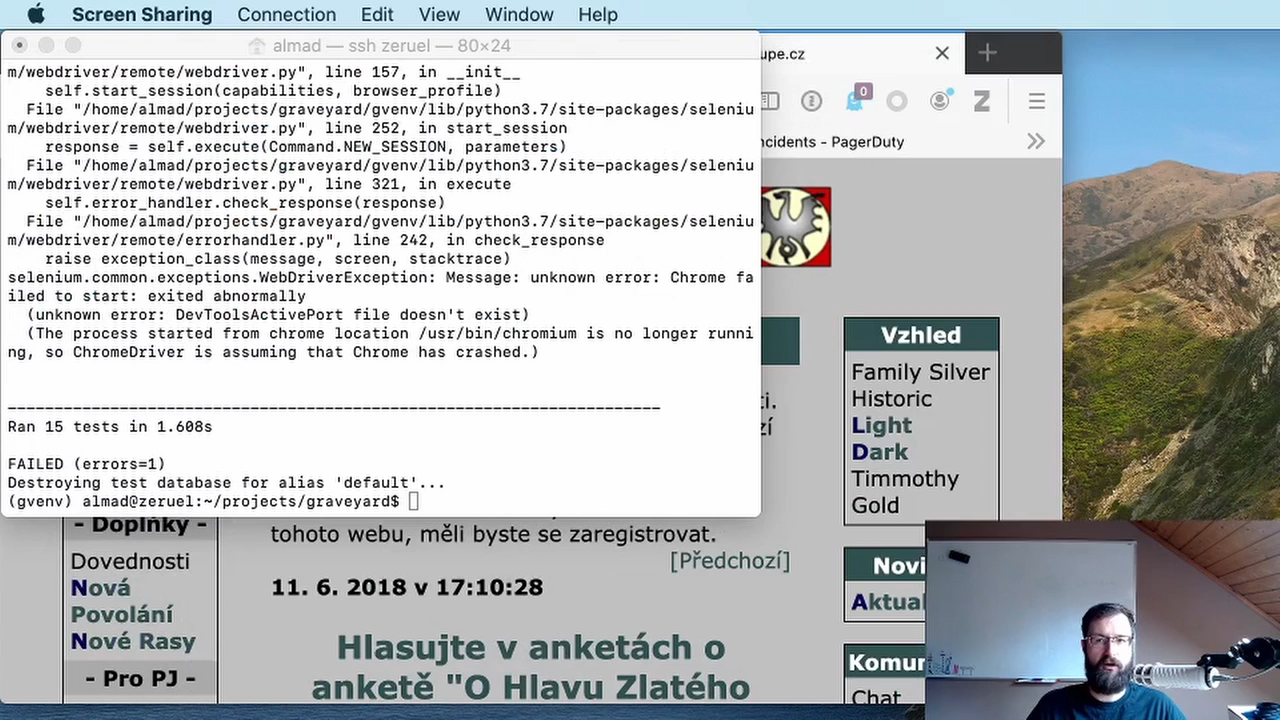 Screen Sharing Connection Edit View Window Help
almad — ssh zeruel — 80×24
m/webdriver/remote/webdriver.py", line 157, in __init__
self.start_session(capabilities, browser_profile)
File "/home/almad/projects/graveyard/gvenv/lib/python3.7/site-packages/seleniu
m/webdriver/remote/webdriver.py", line 252, in start_session
response = self.execute(Command.NEW_SESSION, parameters)
File "/home/almad/projects/graveyard/gvenv/lib/python3.7/site-packages/seleniu
m/webdriver/remote/webdriver.py", line 321, in execute
self.error_handler.check_response(response)
File "/home/almad/projects/graveyard/gvenv/lib/python3.7/site-packages/seleniu
m/webdriver/remote/errorhandler.py", line 242, in check_response
raise exception_class(message, screen, stacktrace)
selenium.common.exceptions.WebDriverException: Message: unknown error: Chrome fa
iled to start: exited abnormally
(unknown error: DevToolsActivePort file doesn't exist)
(The process started from chrome location /usr/bin/chromium is no longer runni
ng, so ChromeDriver is assuming that Chrome has crashed.)
----------------------------------------------------------------------
Ran 15 tests in 1.608s
FAILED (errors=1)
Destroying test database for alias 'default'...
(gvenv) almad@zeruel:~/projects/graveyard$
upe.cz
0
Z
ncidents - PagerDuty
ti.
zí
Vzhled
Family Silver
Historic
Light
Dark
Timmothy
Gold
- Doplňky -
Dovednosti
Nová
Povolání
Nové Rasy
- Pro PJ -
tohoto webu, měli byste se zaregistrovat.
[Předchozí]
11. 6. 2018 v 17:10:28
Hlasujte v anketách o
anketě "O Hlavu Zlatého
Novi
Aktual
Komun
Chat